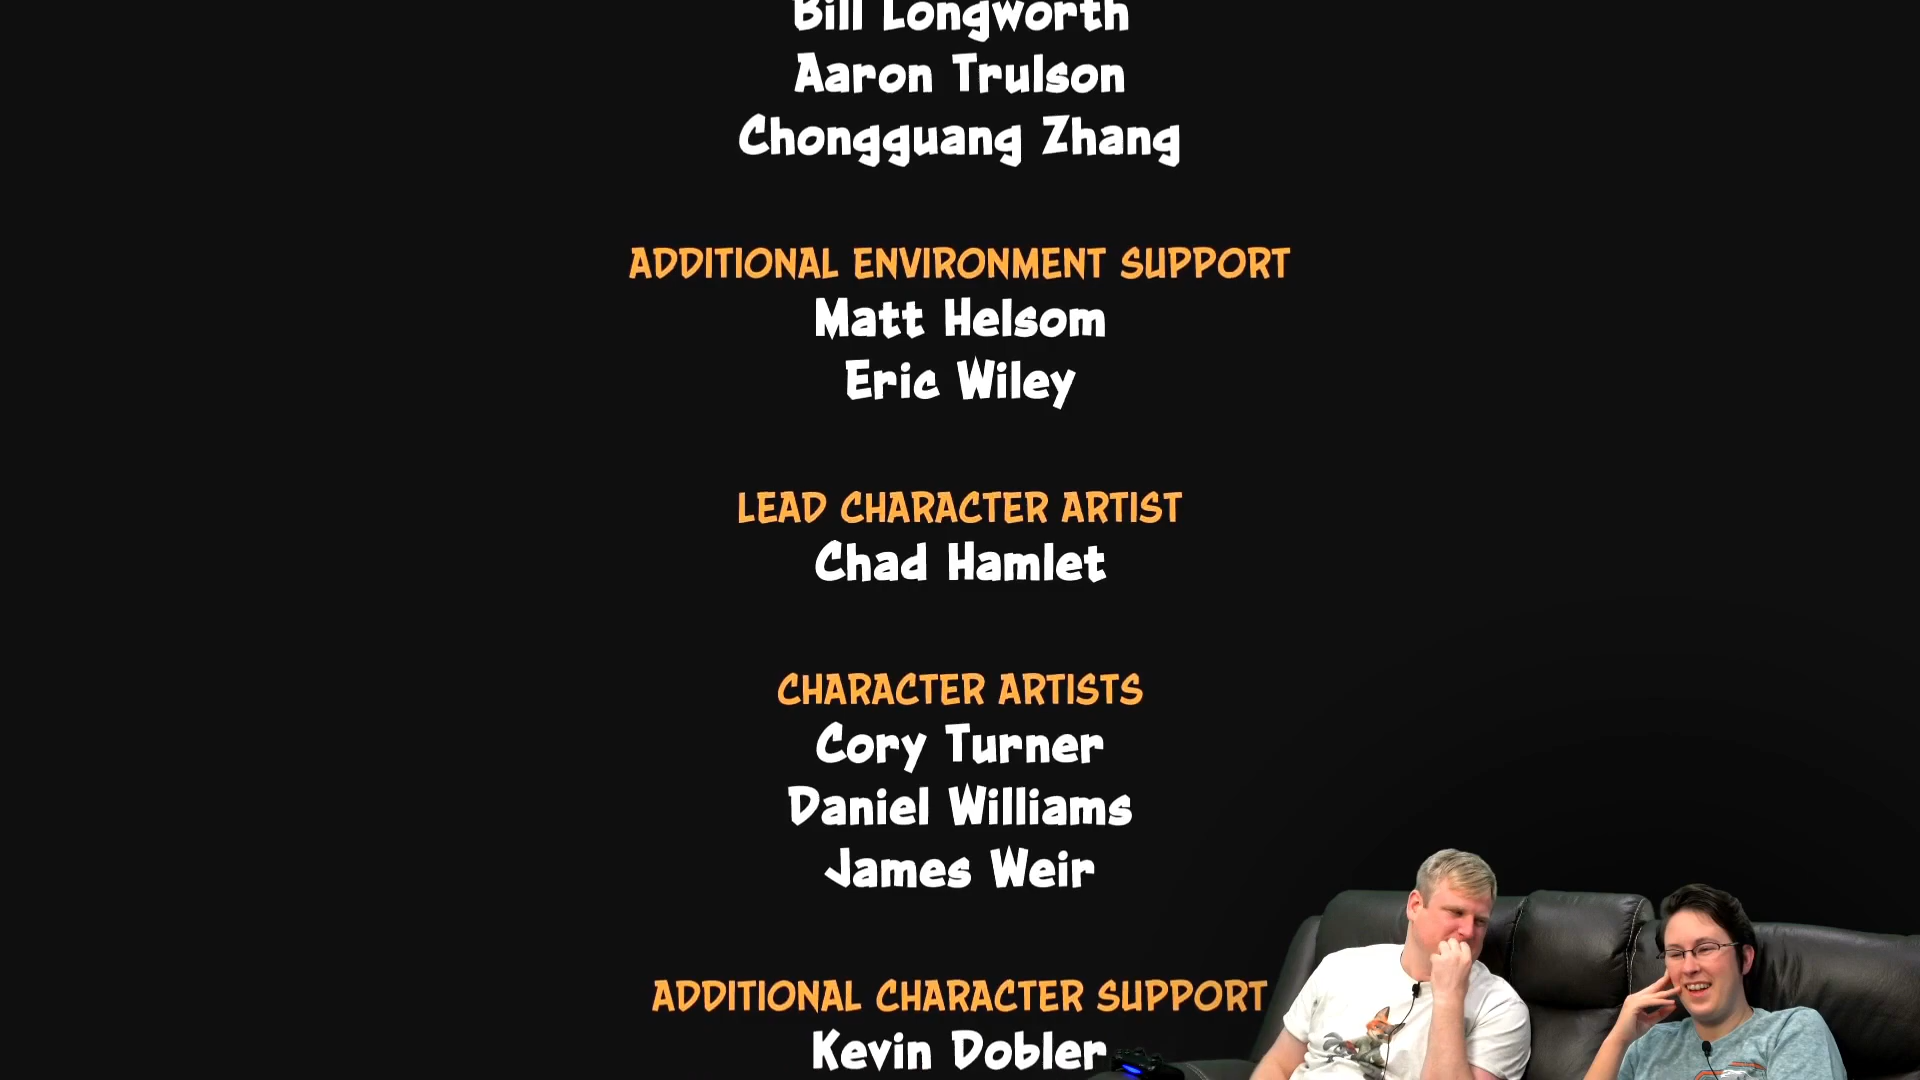 Bill Longworth
Aaron Trulson
Chongguang Zhang
ADDITIONAL ENVIRONMENT SUPPORT
Matt Helsom
Eric Wiley
LEAD CHARACTER ARTIST
Chad Hamlet
CHARACTER ARTISTS
Cory Turner
Daniel Williams
James Weir
ADDITIONAL CHARACTER SUPPORT
Kevin Dobler